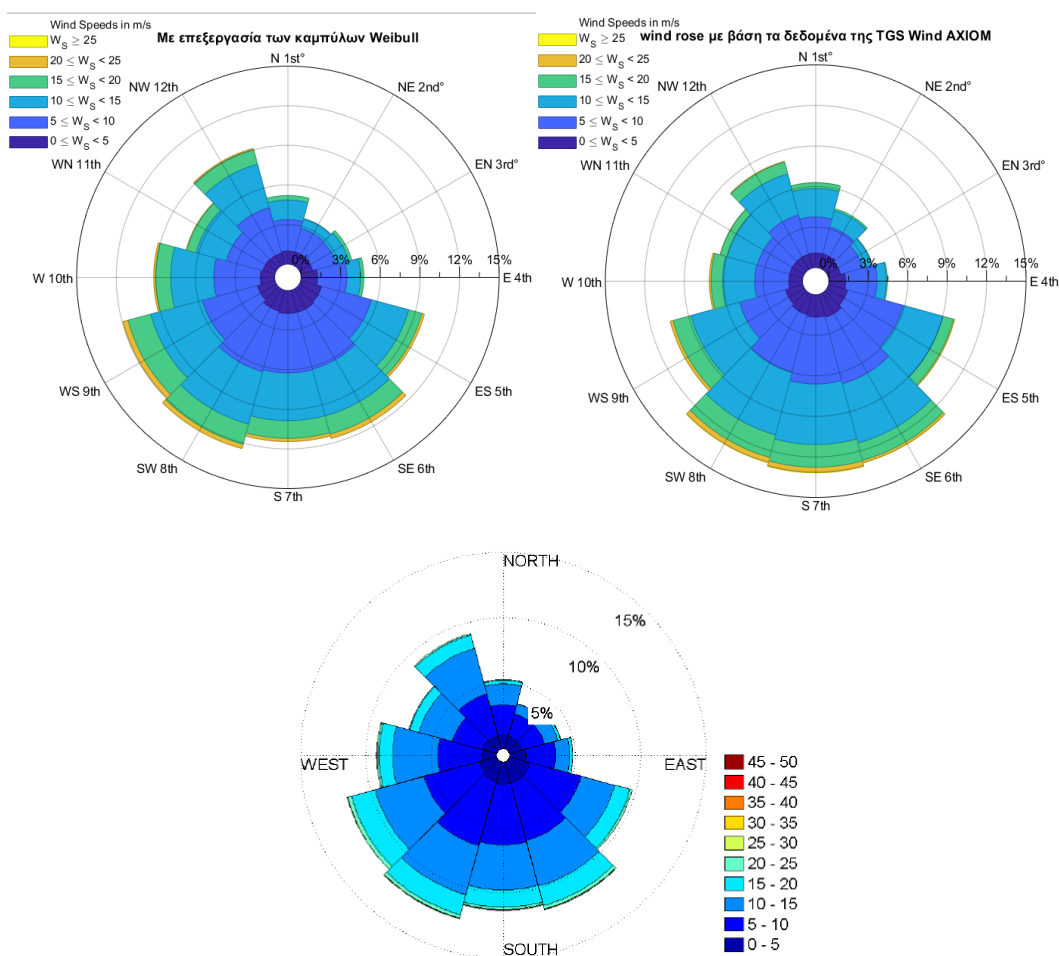 Wind Speeds in m/s
Με επεξεργασία των καμπύλων Weibull
W_S ≥ 25
20 ≤ W_S < 25
15 ≤ W_S < 20
10 ≤ W_S < 15
5 ≤ W_S < 10
0 ≤ W_S < 5
N 1st°
NE 2nd°
EN 3rd°
E 4th
ES 5th
SE 6th
S 7th
SW 8th
WS 9th
W 10th
WN 11th
NW 12th
0%
3%
6%
9%
12%
15%
Wind Speeds in m/s
wind rose με βάση τα δεδομένα της TGS Wind AXIOM
W_S ≥ 25
20 ≤ W_S < 25
15 ≤ W_S < 20
10 ≤ W_S < 15
5 ≤ W_S < 10
0 ≤ W_S < 5
N 1st°
NE 2nd°
EN 3rd°
E 4th
ES 5th
SE 6th
S 7th
SW 8th
WS 9th
W 10th
WN 11th
NW 12th
0%
3%
6%
9%
12%
15%
NORTH
15%
10%
5%
WEST
EAST
SOUTH
45 - 50
40 - 45
35 - 40
30 - 35
25 - 30
20 - 25
15 - 20
10 - 15
5 - 10
0 - 5